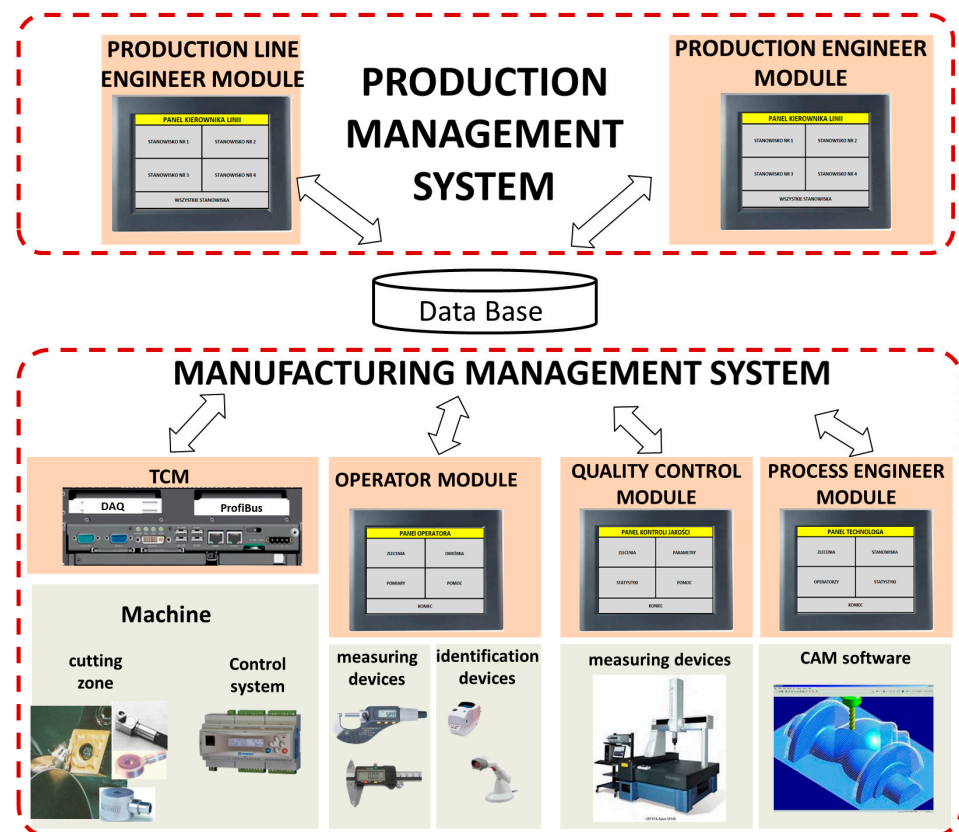 PRODUCTION LINE
ENGINEER MODULE
PANEL KIEROWNIKA LINII
STANOWISKO NR 1
STANOWISKO NR 2
STANOWISKO NR 3
STANOWISKO NR 4
WSZYSTKIE STANOWISKA
PRODUCTION
MANAGEMENT
SYSTEM
PRODUCTION ENGINEER
MODULE
PANEL KIEROWNIKA LINII
STANOWISKO NR 1
STANOWISKO NR 2
STANOWISKO NR 3
STANOWISKO NR 4
WSZYSTKIE STANOWISKA
Data Base
MANUFACTURING MANAGEMENT SYSTEM
TCM
DAQ
ProfiBus
Machine
cutting
zone
Control
system
OPERATOR MODULE
PANEl OPERATORA
ZLECENIA
OBRÓBKA
POMIARY
POMOC
KONIEC
measuring
devices
identification
devices
QUALITY CONTROL
MODULE
PANEL KONTROLI JAKOŚCI
ZLECENIA
PARAMETRY
STATYSTYKI
POMOC
KONIEC
measuring devices
PROCESS ENGINEER
MODULE
PANEL TECHNOLOGA
ZLECENIA
STANOWISKA
OPERATORZY
STATYSTYKI
KONIEC
CAM software